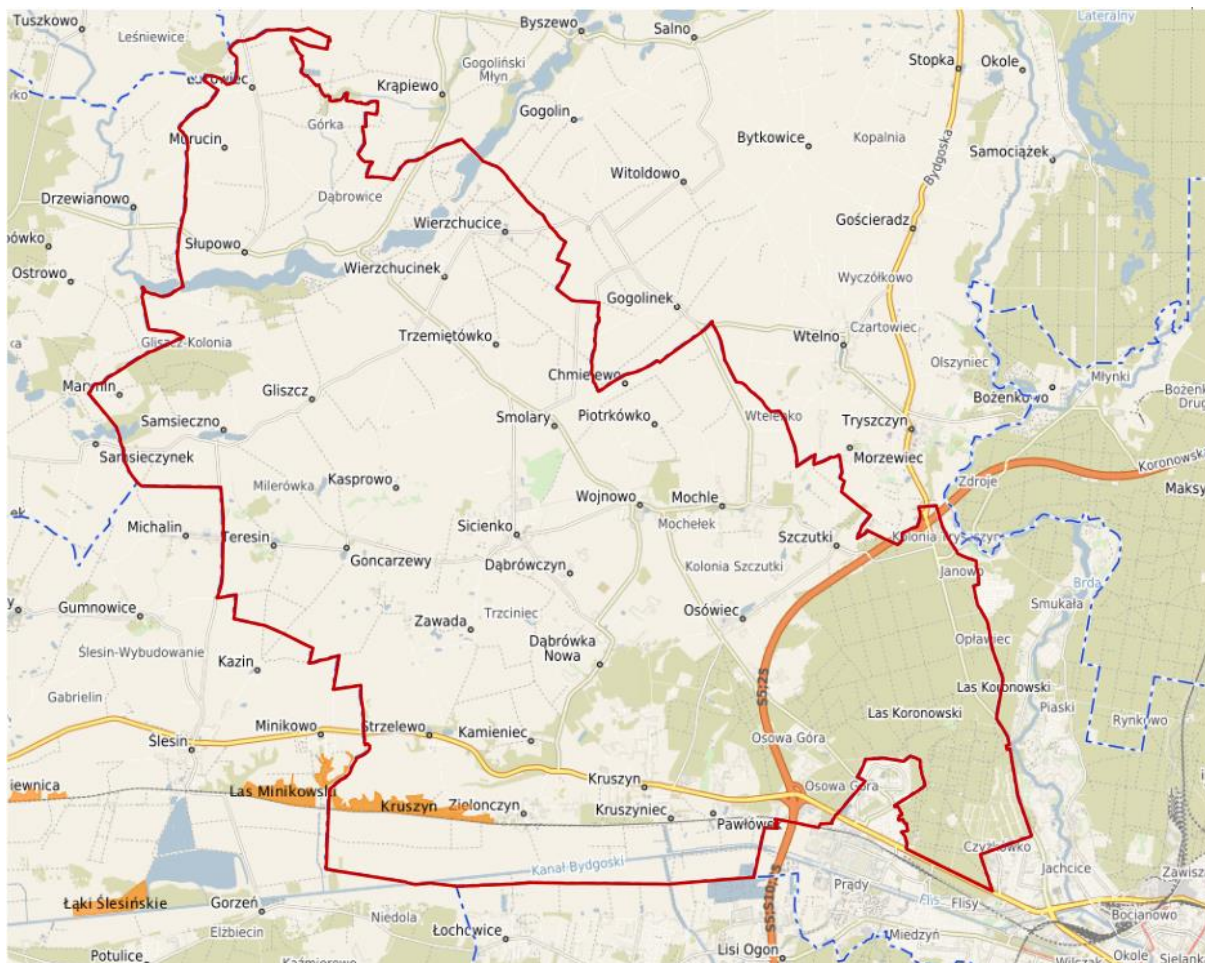 Tuszkowo
Byszewo
Salno
Lateralny
Leśniewice
Gogoliński
Młyn
Stopka
Okole
Krąpiewo
Górka
Gogolin
Murucin
Bytkowice
Kopalnia
Bydgoska
Samociążek
Witoldowo
Drzewianowo
Dąbrowice
Wierzchucice
Gościeradz
Słupowo
Ostrowo
Wierzchucinek
Wyczółkowo
Gogolinek
Trzemiętówko
Wtelno
Czartowiec
Gliszcz-Kolonia
Olszyniec
Chmielewo
Młynki
Gliszcz
Bożenkowo
Samsieczno
Smolary
Piotrkówko
Wtelenko
Tryszczyn
Samsieczynek
Morzewiec
Koronowska
Milerówka
Kasprowo
Zdroje
Wojnowo
Mochle
Michalin
Teresin
Sicienko
Mochełek
Szczutki
Kolonia Tryszczyn
Goncarzewy
Dąbrówczyn
Kolonia Szczutki
Janowo
Brda
Gumnowice
Trzciniec
Osówiec
Smukała
Zawada
Ślesin-Wybudowanie
Dąbrówka
Nowa
Opławiec
Kazin
Gabrielin
S5;2S
Las Koronowski
Las Koronowski
Piaski
Rynkowo
Minikowo
Strzelewo
Kamieniec
Osowa Góra
Ślesin
Kruszyn
Osowa Góra
Las Minikowski
Kruszyn
Zielonczyn
Kruszyniec
Czyżkówko
Kanał Bydgoski
Jachcice
Prądy
Flis
Flisy
Łąki Ślesińskie
Gorzeń
Niedola
Bocianowo
Elżbiecin
Łochowice
Miedzyń
Potulice
Lisi Ogon
Okole